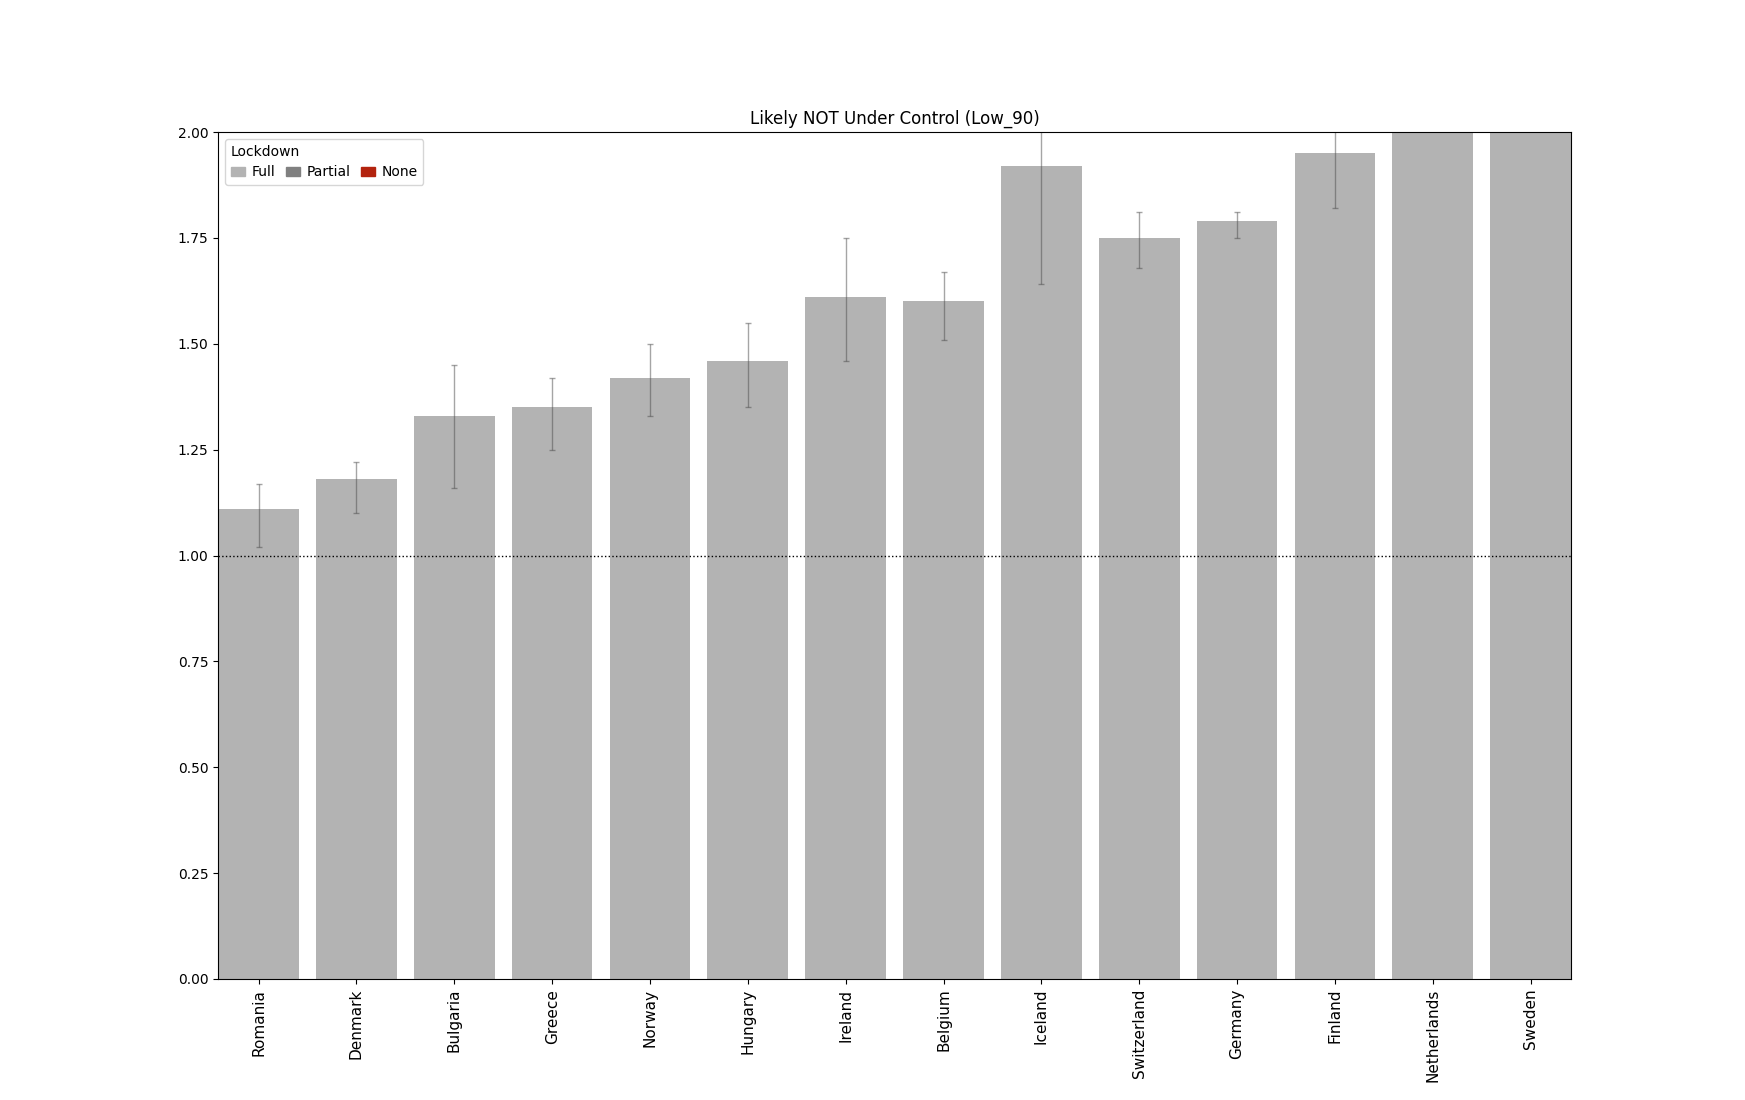 Likely NOT Under Control (Low_90)
Lockdown
Full Partial None
2.00
1.75
1.50
1.25
1.00
0.75
0.50
0.25
0.00
Romania
Denmark
Bulgaria
Greece
Norway
Hungary
Ireland
Belgium
Iceland
Switzerland
Germany
Finland
Netherlands
Sweden